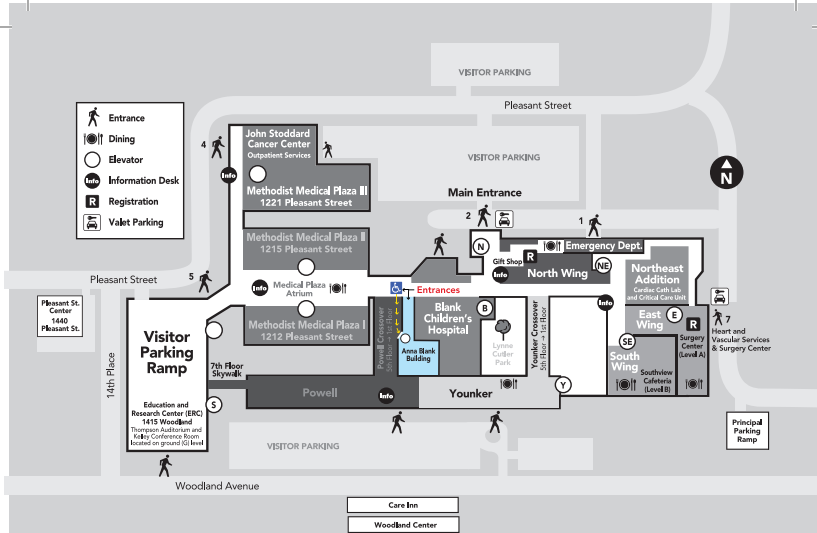 VISITOR PARKING
Pleasant Street
Entrance
Dining
Elevator
Info
Information Desk
R
Registration
Valet Parking
4
John Stoddard
Cancer Center
Outpatient Services
Info
Methodist Medical Plaza III
1221 Pleasant Street
VISITOR PARKING
N
Main Entrance
2
1
Methodist Medical Plaza II
1215 Pleasant Street
N
Gift Shop
R
Info
Emergency Dept.
North Wing
NE
Northeast
Addition
Cardiac Cath Lab
and Critical Care Unit
Pleasant Street
5
Info
Medical Plaza
Atrium
Entrances
Pleasant St.
Center
1440
Pleasant St.
Methodist Medical Plaza I
1212 Pleasant Street
Powell Crossover
5th Floor → 1st Floor
Blank
Children's
Hospital
B
Anna Blank
Building
Lynne
Cutler
Park
Younker Crossover
5th Floor → 1st Floor
Info
East
Wing
E
R
Surgery
Center
(Level A)
7
Heart and
Vascular Services
& Surgery Center
SE
South
Wing
Southview
Cafeteria
(Level B)
Visitor
Parking
Ramp
14th Place
7th Floor
Skywalk
S
Powell
Info
Younker
Y
Education and
Research Center (ERC)
1415 Woodland
Thompson Auditorium and
Kelley Conference Room
located on ground (G) level
VISITOR PARKING
Principal
Parking
Ramp
Woodland Avenue
Care Inn
Woodland Center